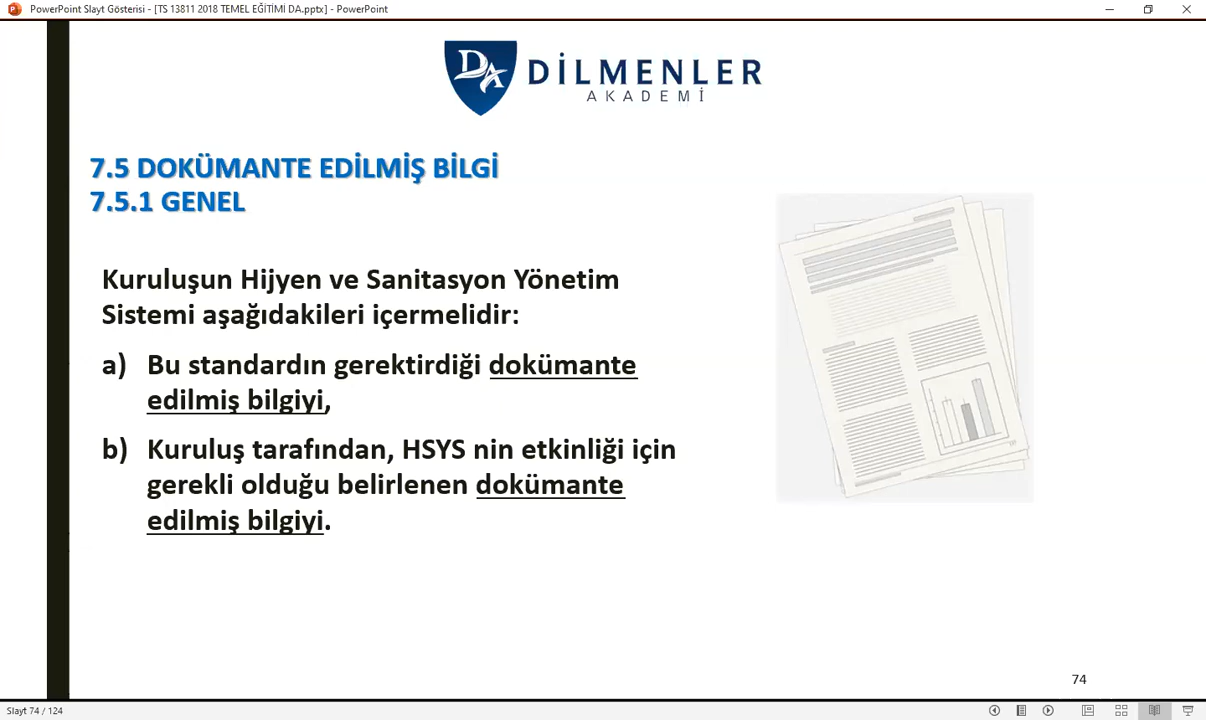 PowerPoint Slayt Gösterisi - [TS 13811 2018 TEMEL EĞİTİMİ DA.pptx] - PowerPoint
DİLMENLER
AKADEMİ
7.5 DOKÜMANTE EDİLMİŞ BİLGİ
7.5.1 GENEL
Kuruluşun Hijyen ve Sanitasyon Yönetim
Sistemi aşağıdakileri içermelidir:
a) Bu standardın gerektirdiği dokümante
edilmiş bilgiyi,
b) Kuruluş tarafından, HSYS nin etkinliği için
gerekli olduğu belirlenen dokümante
edilmiş bilgiyi.
74
Slayt 74 / 124